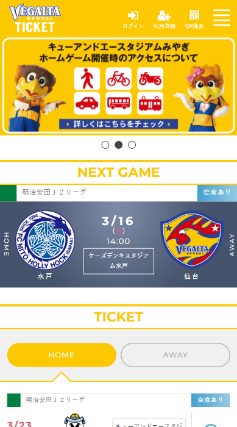 VEGALTA
SENDAI
TICKET
ログイン
利用登録
QR表示
キューアンドエースタジアムみやぎ
ホームゲーム開催時のアクセスについて
詳しくはこちらをチェック
NEXT GAME
明治安田Ｊ２リーグ
空席あり
HOME
水戸
3/16
14:00
ケーズデンキスタジア
ム水戸
VEGALTA
仙台
AWAY
TICKET
HOME
AWAY
明治安田Ｊ２リーグ
空席あり
3/23
キューアンドエースタジ